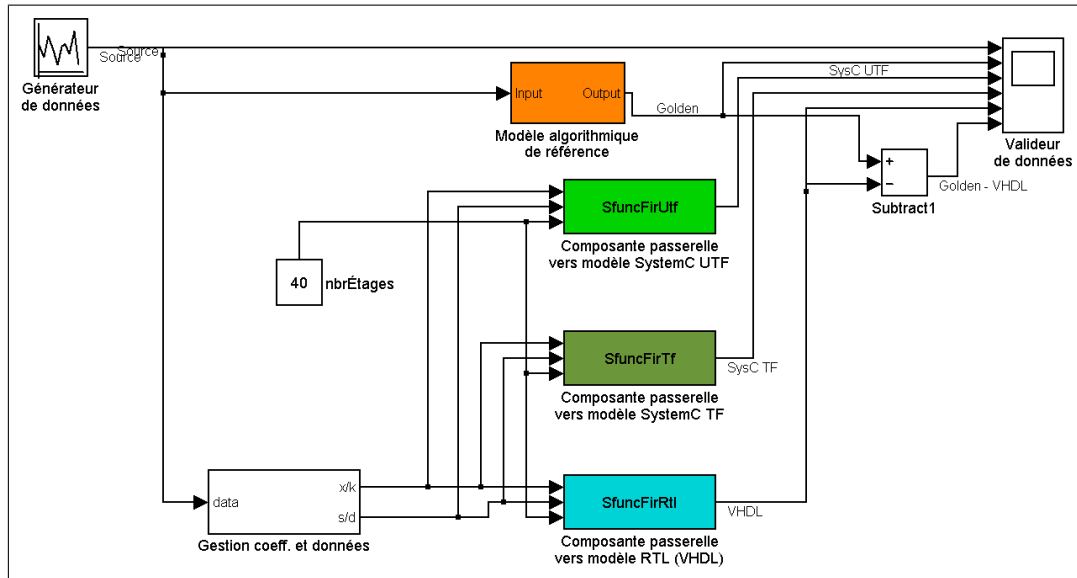 Source
Source
Générateur
de données
Input
Output
Golden
Modèle algorithmique
de référence
SysC UTF
Valideur
de données
+
−
Golden - VHDL
Subtract1
SfuncFirUtf
Composante passerelle
vers modèle SystemC UTF
40
nbrÉtages
SfuncFirTf
SysC TF
Composante passerelle
vers modèle SystemC TF
data
x/k
s/d
Gestion coeff. et données
SfuncFirRtl
VHDL
Composante passerelle
vers modèle RTL (VHDL)